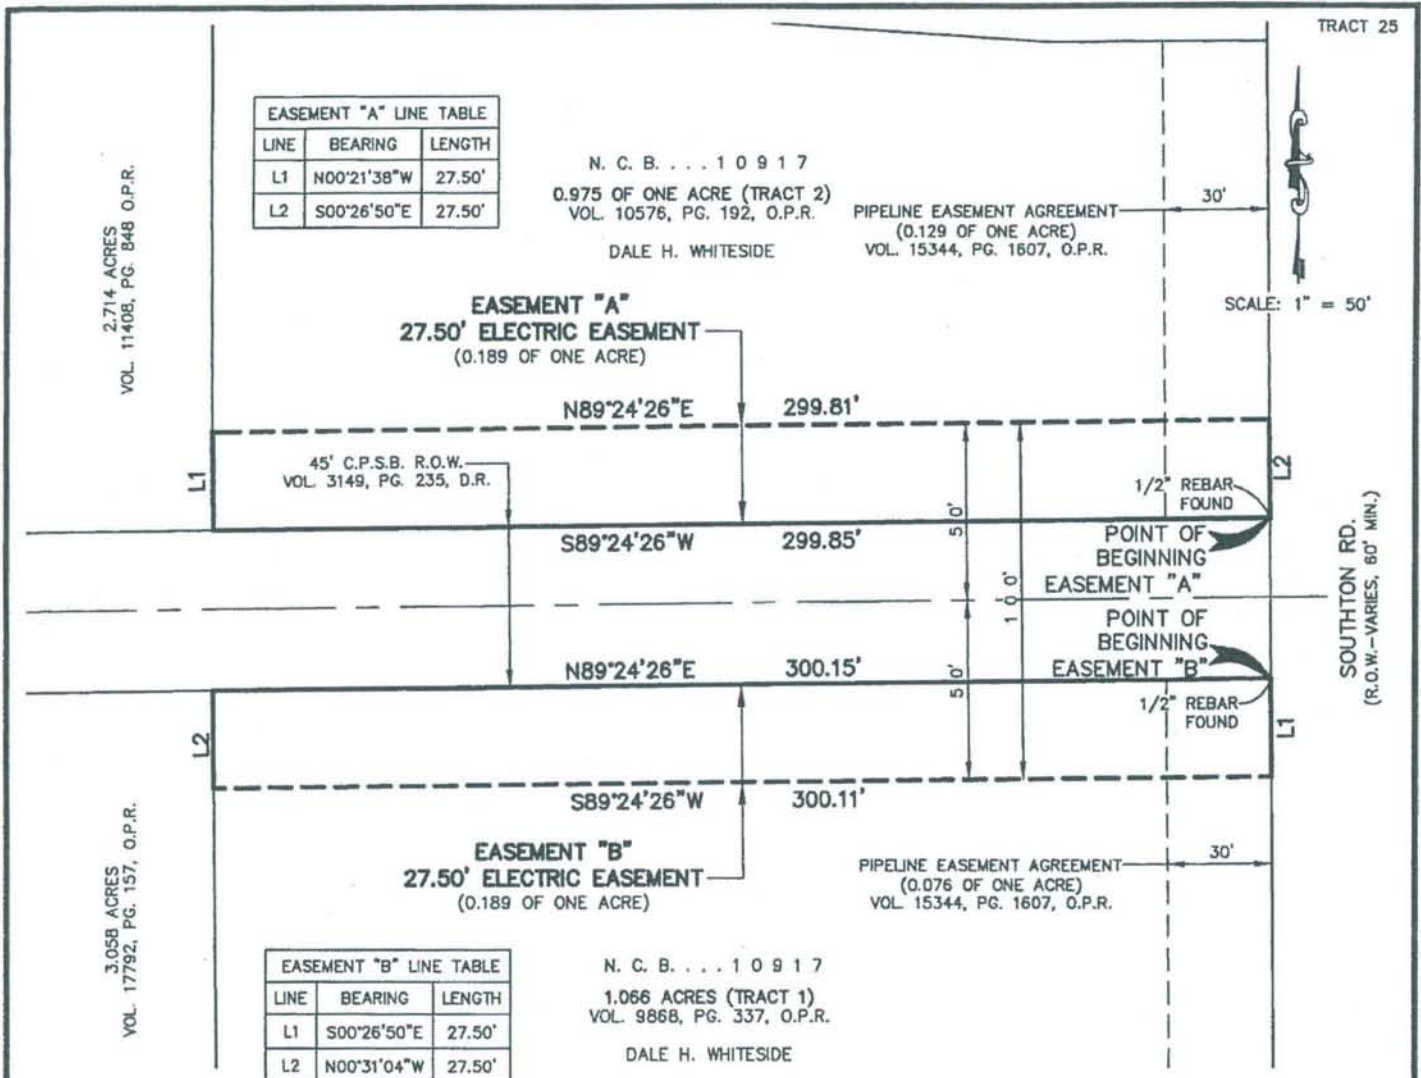 TRACT 25
EASEMENT "A" LINE TABLE
LINE BEARING LENGTH
L1 N00°21'38"W 27.50'
L2 S00°26'50"E 27.50'
2.714 ACRES
VOL. 11408, PG. 848 O.P.R.
N. C. B. . . . 1 0 9 1 7
0.975 OF ONE ACRE (TRACT 2)
VOL. 10576, PG. 192, O.P.R.
DALE H. WHITESIDE
PIPELINE EASEMENT AGREEMENT
(0.129 OF ONE ACRE)
VOL. 15344, PG. 1607, O.P.R.
30'
SCALE: 1" = 50'
EASEMENT "A"
27.50' ELECTRIC EASEMENT
(0.189 OF ONE ACRE)
N89°24'26"E 299.81'
L1
45' C.P.S.B. R.O.W.
VOL. 3149, PG. 235, D.R.
L2
1/2" REBAR
FOUND
S89°24'26"W 299.85'
50'
100'
POINT OF
BEGINNING
EASEMENT "A"
POINT OF
BEGINNING
EASEMENT "B"
SOUTHTON RD.
(R.O.W.-VARIES, 60' MIN.)
N89°24'26"E 300.15'
50'
1/2" REBAR
FOUND
L2
L1
S89°24'26"W 300.11'
3.058 ACRES
VOL. 17792, PG. 157, O.P.R.
EASEMENT "B"
27.50' ELECTRIC EASEMENT
(0.189 OF ONE ACRE)
PIPELINE EASEMENT AGREEMENT
(0.076 OF ONE ACRE)
VOL. 15344, PG. 1607, O.P.R.
30'
EASEMENT "B" LINE TABLE
LINE BEARING LENGTH
L1 S00°26'50"E 27.50'
L2 N00°31'04"W 27.50'
N. C. B. . . . 1 0 9 1 7
1.066 ACRES (TRACT 1)
VOL. 9868, PG. 337, O.P.R.
DALE H. WHITESIDE